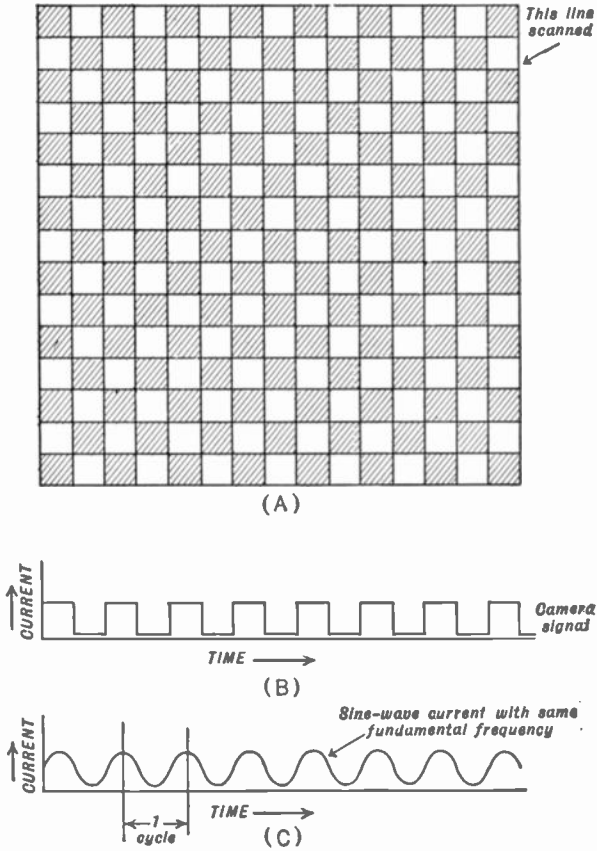 This line
scanned
(A)
CURRENT
Camera
signal
TIME
(B)
Sine-wave current with same
fundamental frequency
CURRENT
TIME
1
cycle
(C)